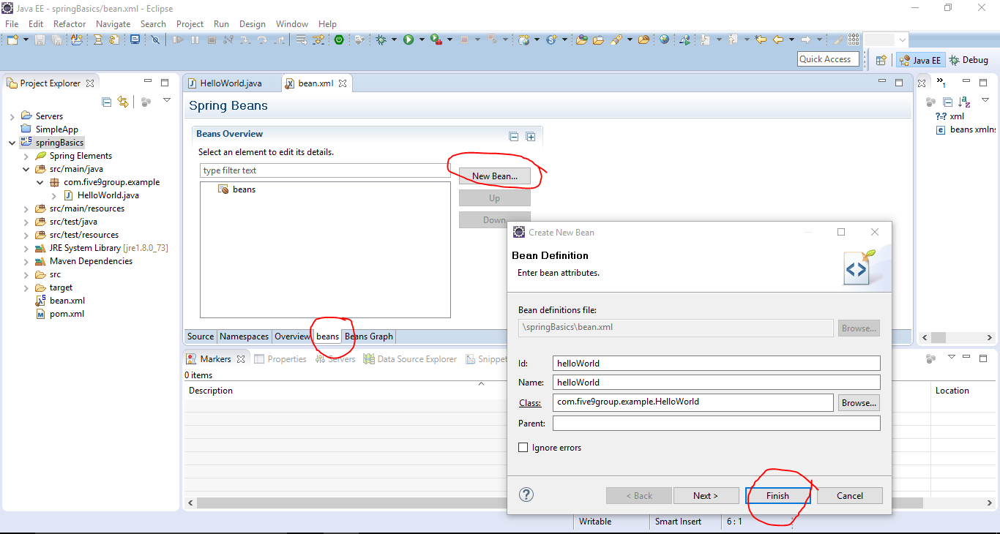 Java EE - springBasics/bean.xml - Eclipse
File Edit Refactor Navigate Search Project Run Design Window Help
Quick Access
Java EE
Debug
Project Explorer
Servers
SimpleApp
springBasics
Spring Elements
src/main/java
com.five9group.example
HelloWorld.java
src/main/resources
src/test/java
src/test/resources
JRE System Library [jre1.8.0_73]
Maven Dependencies
src
target
bean.xml
pom.xml
HelloWorld.java
bean.xml
Spring Beans
Beans Overview
Select an element to edit its details.
type filter text
New Bean...
beans
Up
Down
Source Namespaces Overview beans Beans Graph
1
?=? xml
e beans xmlns
Markers Properties Servers Data Source Explorer Snippet
0 items
Description
Location
Create New Bean
Bean Definition
Enter bean attributes.
Bean definitions file:
\springBasics\bean.xml Browse...
Id: helloWorld
Name: helloWorld
Class: com.five9group.example.HelloWorld Browse...
Parent:
Ignore errors
? < Back Next > Finish Cancel
Writable Smart Insert 6 : 1